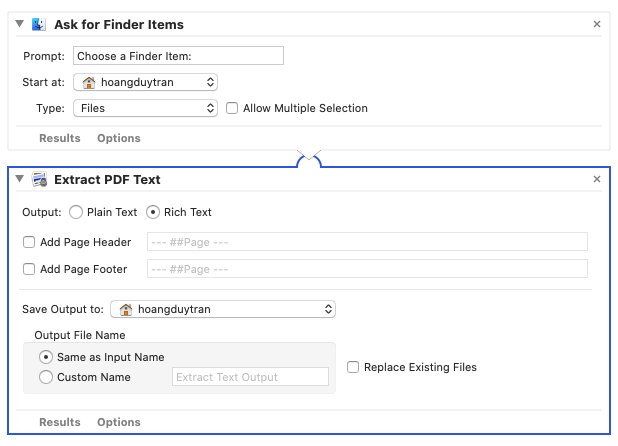 Ask for Finder Items
Prompt: Choose a Finder Item:
Start at: hoangduytran
Type: Files Allow Multiple Selection
Results Options
Extract PDF Text
Output: Plain Text Rich Text
Add Page Header --- ##Page ---
Add Page Footer --- ##Page ---
Save Output to: hoangduytran
Output File Name
Same as Input Name
Custom Name Extract Text Output
Replace Existing Files
Results Options